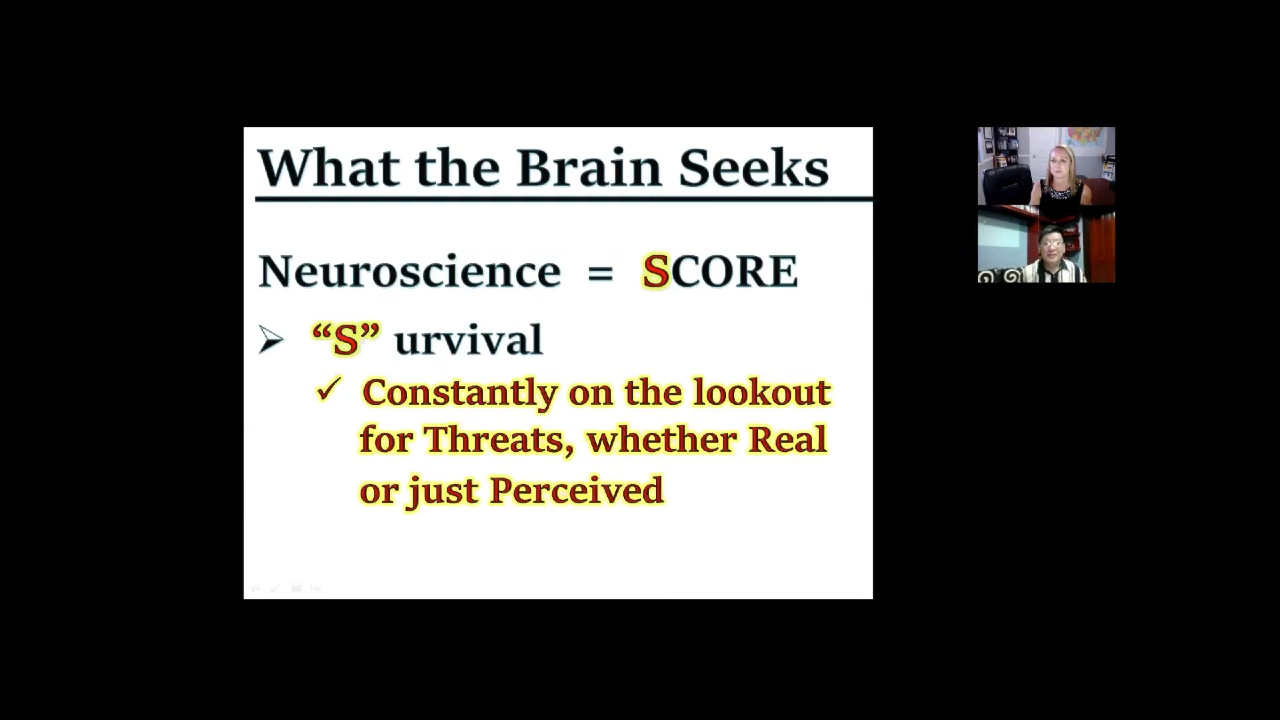 What the Brain Seeks
Neuroscience = SCORE
“S” urvival
Constantly on the lookout
for Threats, whether Real
or just Perceived